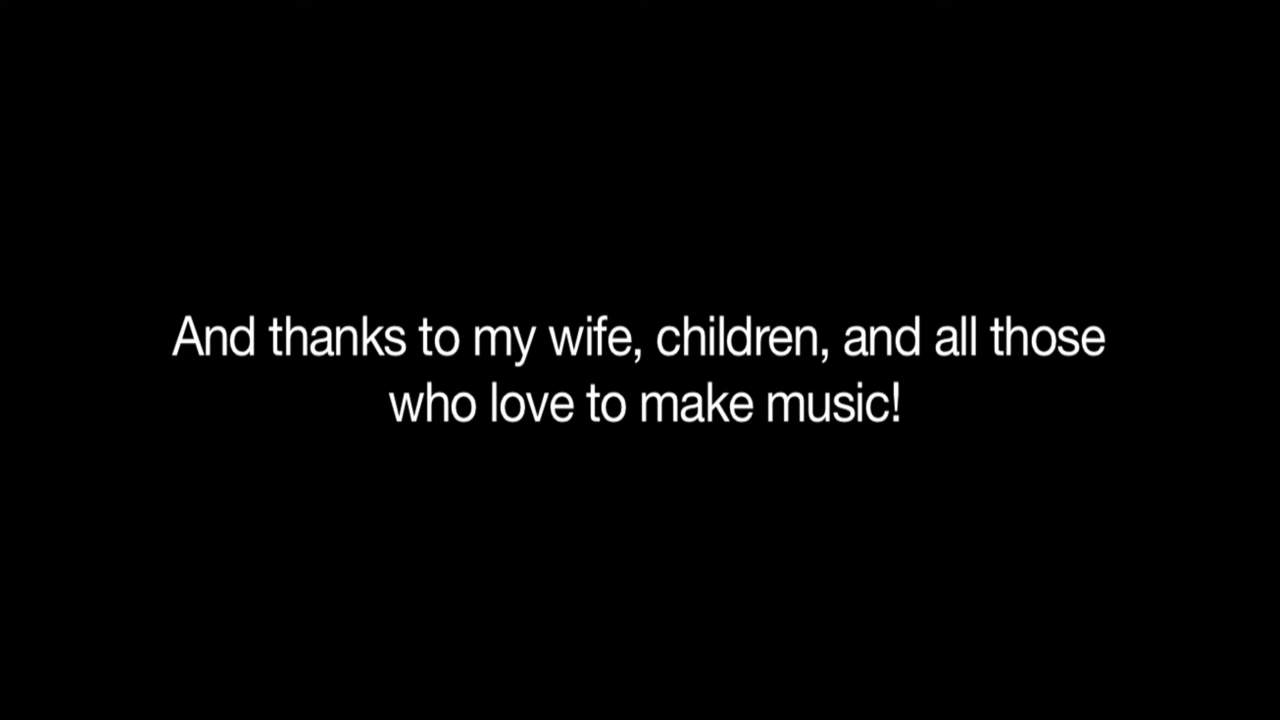 And thanks to my wife, children, and all those
who love to make music!